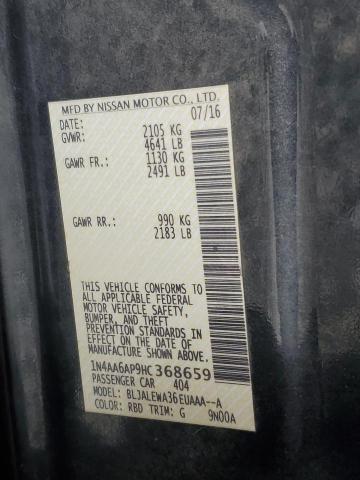 MFD BY NISSAN MOTOR CO., LTD.
DATE: 07/16
GVWR: 2105 KG
4641 LB
GAWR FR.: 1130 KG
2491 LB
GAWR RR.: 990 KG
2183 LB
THIS VEHICLE CONFORMS TO
ALL APPLICABLE FEDERAL
MOTOR VEHICLE SAFETY,
BUMPER, AND THEFT
PREVENTION STANDARDS IN
EFFECT ON THE DATE OF
MANUFACTURE SHOWN
ABOVE.
1N4AA6AP9HC368659
PASSENGER CAR 404
MODEL: BLJALEWA36EUAAA--A
COLOR: RBD TRIM: G 9N00A